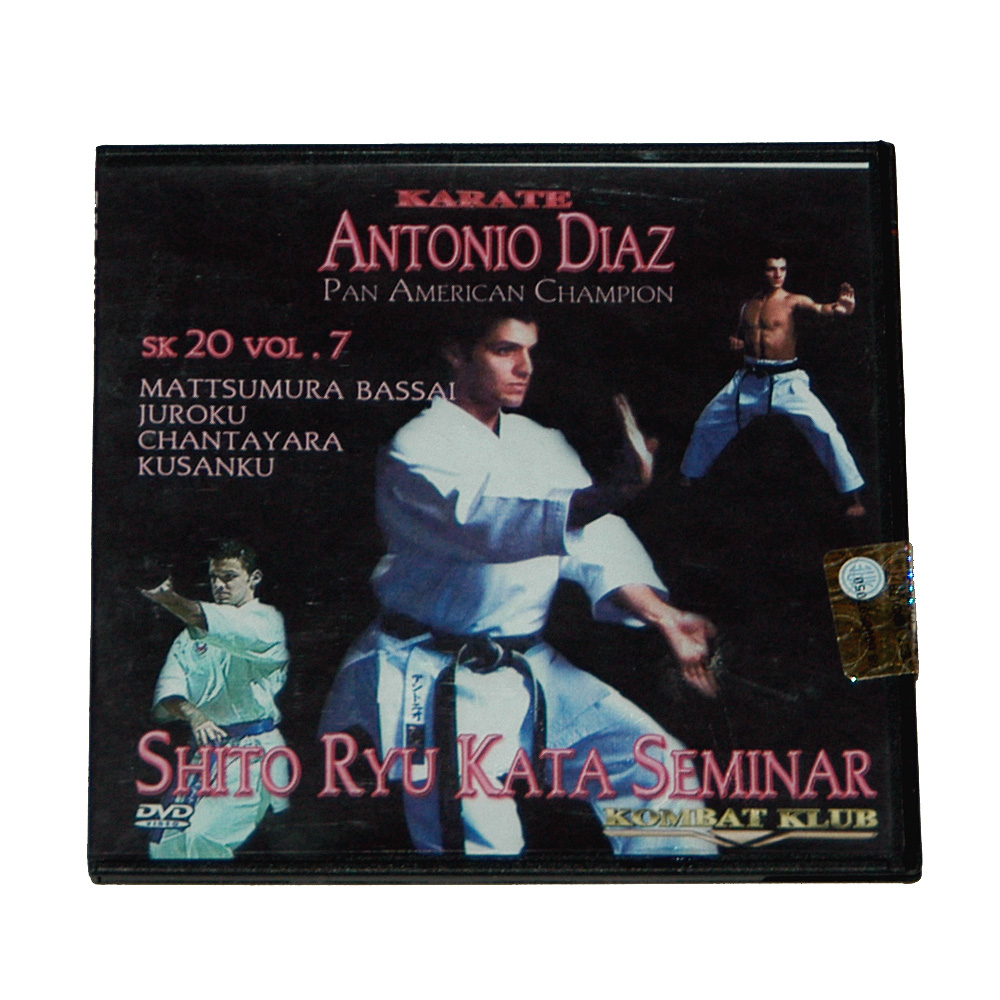 KARATE
ANTONIO DIAZ
PAN AMERICAN CHAMPION
SK 20 VOL . 7
MATTSUMURA BASSAI
JUROKU
CHANTAYARA
KUSANKU
SHITO RYU KATA SEMINAR
DVD
VIDEO
KOMBAT KLUB